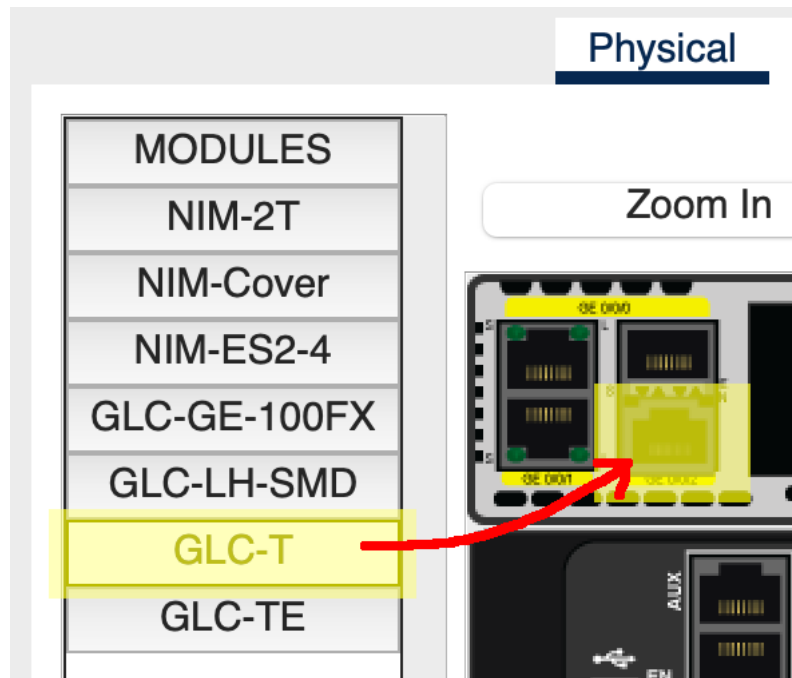 Physical
MODULES
NIM-2T
NIM-Cover
NIM-ES2-4
GLC-GE-100FX
GLC-LH-SMD
GLC-T
GLC-TE
Zoom In
GE 0/0/0
GE 0/0/1
GE 0/0/2
AUX
EN